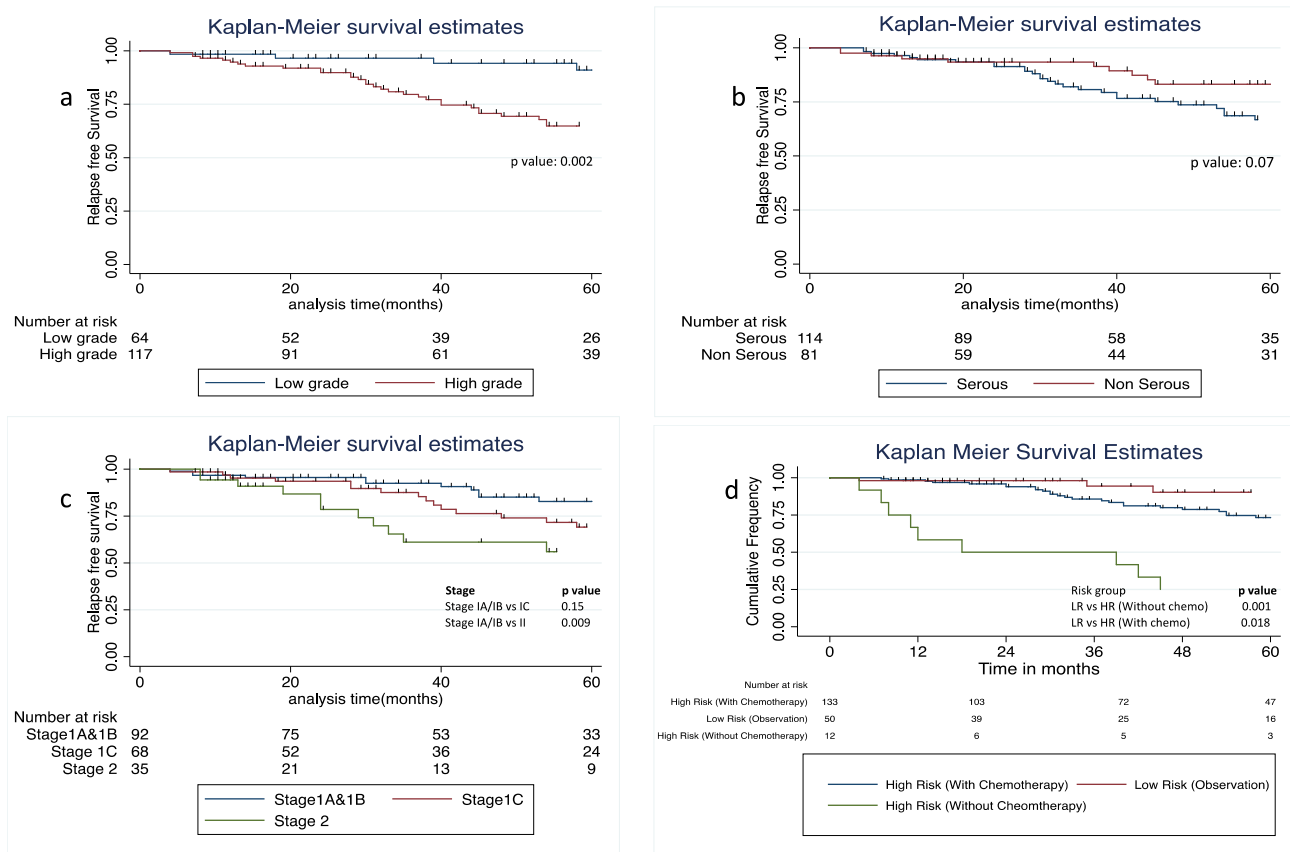 Kaplan-Meier survival estimates
a
Relapse free Survival
1.00
0.75
0.50
0.25
0.00
p value: 0.002
0 20 40 60
analysis time(months)
Number at risk
Low grade 64 52 39 26
High grade 117 91 61 39
Low grade High grade
Kaplan-Meier survival estimates
b
Relapse free Survival
1.00
0.75
0.50
0.25
0.00
p value: 0.07
0 20 40 60
analysis time(months)
Number at risk
Serous 114 89 58 35
Non Serous 81 59 44 31
Serous Non Serous
Kaplan-Meier survival estimates
c
Relapse free survival
1.00
0.75
0.50
0.25
0.00
Stage p value
Stage IA/IB vs IC 0.15
Stage IA/IB vs II 0.009
0 20 40 60
analysis time(months)
Number at risk
Stage1A&1B 92 75 53 33
Stage 1C 68 52 36 24
Stage 2 35 21 13 9
Stage1A&1B Stage1C
Stage 2
Kaplan Meier Survival Estimates
d
Cumulative Frequency
1.00
0.75
0.50
0.25
0.00
Risk group p value
LR vs HR (Without chemo) 0.001
LR vs HR (With chemo) 0.018
0 12 24 36 48 60
Time in months
Number at risk
High Risk (With Chemotherapy) 133 103 72 47
Low Risk (Observation) 50 39 25 16
High Risk (Without Chemotherapy) 12 6 5 3
High Risk (With Chemotherapy) Low Risk (Observation)
High Risk (Without Cheomtherapy)